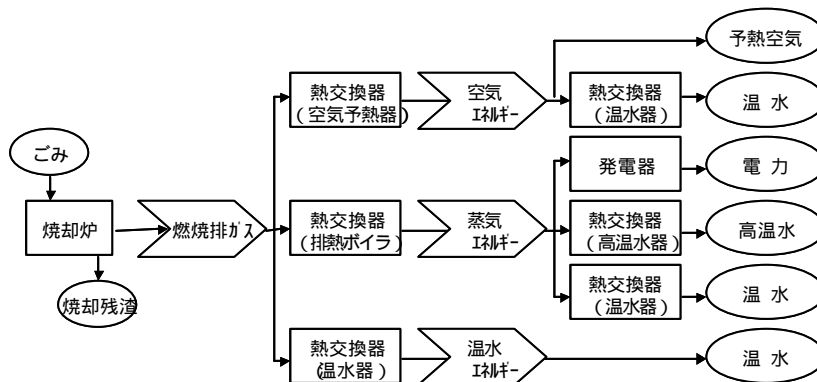 予熱空気
熱交換器
(空気予熱器)
空気
エネルギー
熱交換器
(温水器)
温 水
ごみ
発電器
電 力
焼却炉
燃焼排ガス
熱交換器
(排熱ボイラ)
蒸気
エネルギー
熱交換器
(高温水器)
高温水
焼却残渣
熱交換器
(温水器)
温 水
熱交換器
(温水器)
温水
エネルギー
温 水